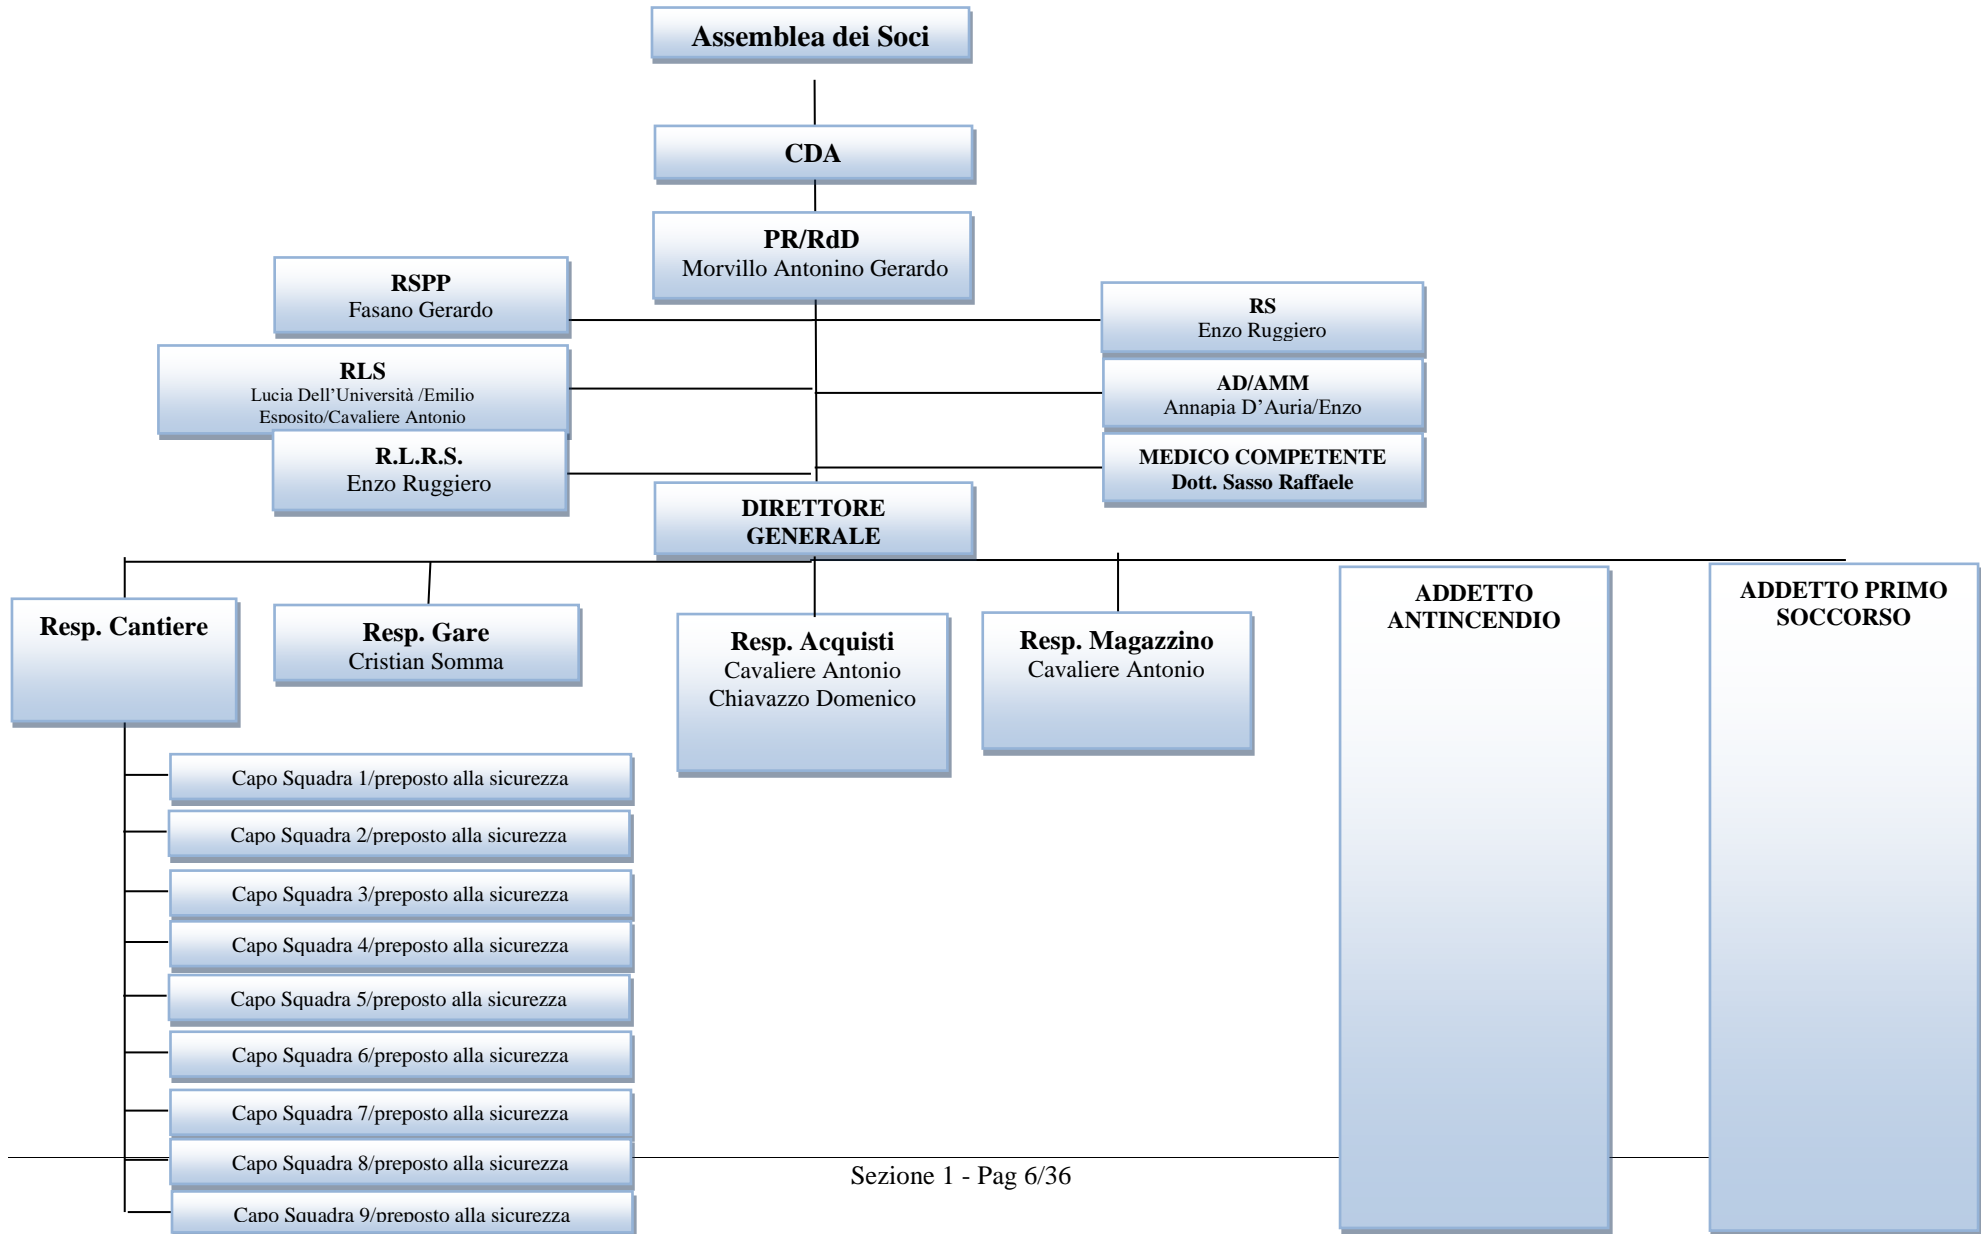 Assemblea dei Soci
CDA
PR/RdD
Morvillo Antonino Gerardo
RSPP
Fasano Gerardo
RS
Enzo Ruggiero
RLS
Lucia Dell’Università /Emilio
Esposito/Cavaliere Antonio
AD/AMM
Annapia D’Auria/Enzo
R.L.R.S.
Enzo Ruggiero
MEDICO COMPETENTE
Dott. Sasso Raffaele
DIRETTORE
GENERALE
Resp. Cantiere
Resp. Gare
Cristian Somma
Resp. Acquisti
Cavaliere Antonio
Chiavazzo Domenico
Resp. Magazzino
Cavaliere Antonio
ADDETTO
ANTINCENDIO
ADDETTO PRIMO
SOCCORSO
Capo Squadra 1/preposto alla sicurezza
Capo Squadra 2/preposto alla sicurezza
Capo Squadra 3/preposto alla sicurezza
Capo Squadra 4/preposto alla sicurezza
Capo Squadra 5/preposto alla sicurezza
Capo Squadra 6/preposto alla sicurezza
Capo Squadra 7/preposto alla sicurezza
Capo Squadra 8/preposto alla sicurezza
Capo Squadra 9/preposto alla sicurezza
Sezione 1 - Pag 6/36